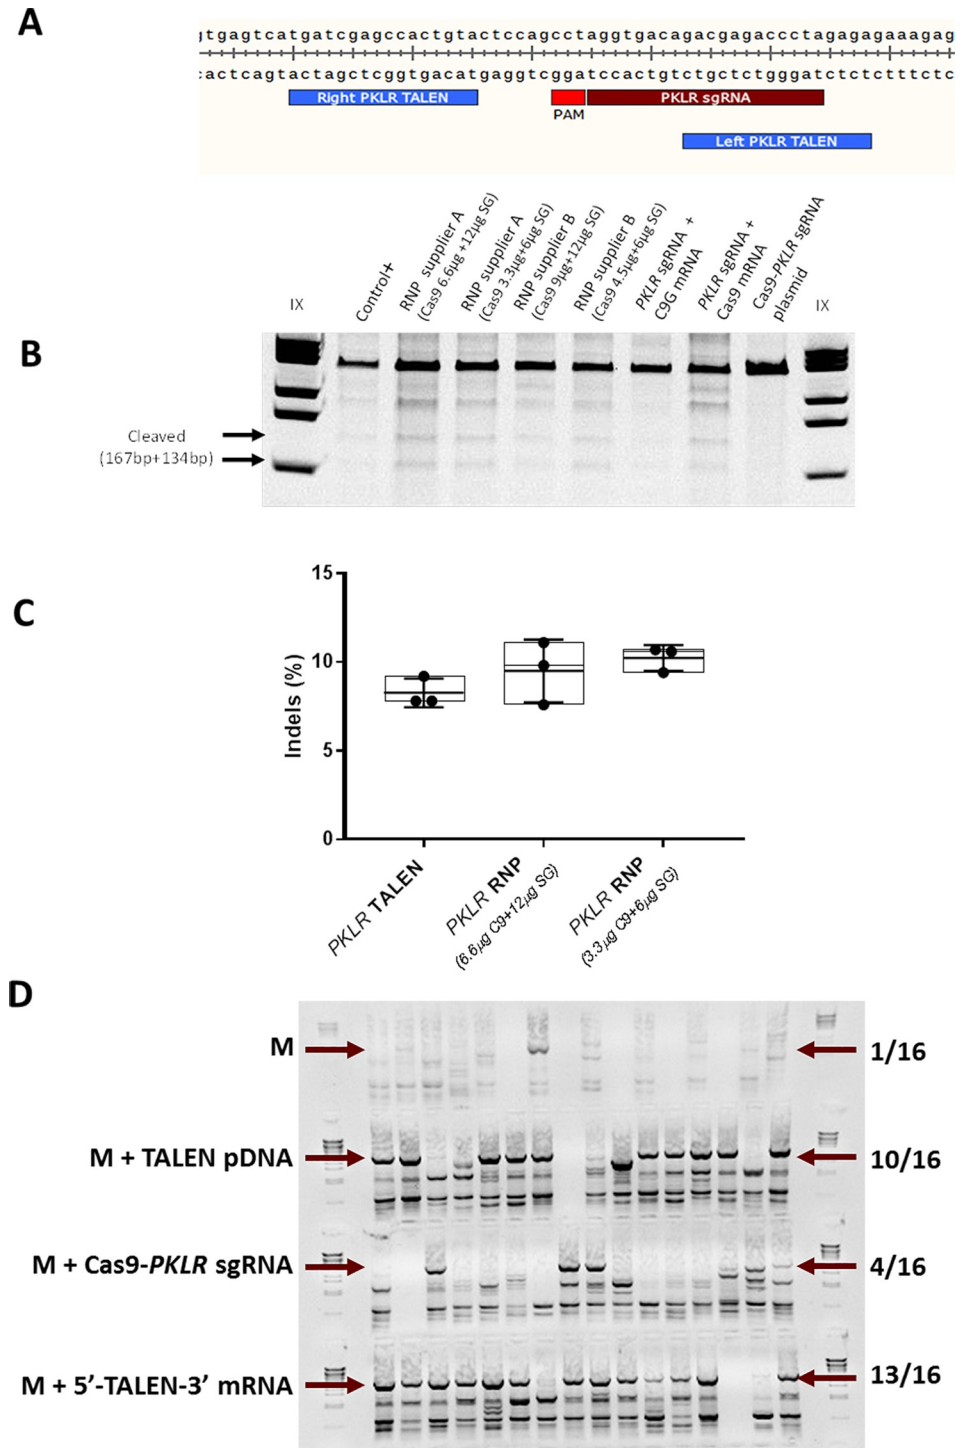 A
gtgagtcatgatcgagccactgtactccagcctaggtgacagacgagaccctagagagaaagag
cactcagtactagctcggtgacatgaggtcggatccactgtctgctctgggatctctctttctc
Right PKLR TALEN
PAM
PKLR sgRNA
Left PKLR TALEN
B
IX
Control+
RNP supplier A
(Cas9 6.6µg +12µg SG)
RNP supplier A
(Cas9 3.3µg+6µg SG)
RNP supplier B
(Cas9 9µg+12µg SG)
RNP supplier B
(Cas9 4.5µg+6µg SG)
PKLR sgRNA +
C9G mRNA
PKLR sgRNA +
Cas9 mRNA
Cas9-PKLR sgRNA
plasmid
IX
Cleaved
(167bp+134bp)
C
Indels (%)
15
10
5
0
PKLR TALEN
PKLR RNP
(6.6µg C9+12µg SG)
PKLR RNP
(3.3µg C9+6µg SG)
D
M
1/16
M + TALEN pDNA
10/16
M + Cas9-PKLR sgRNA
4/16
M + 5’-TALEN-3’ mRNA
13/16